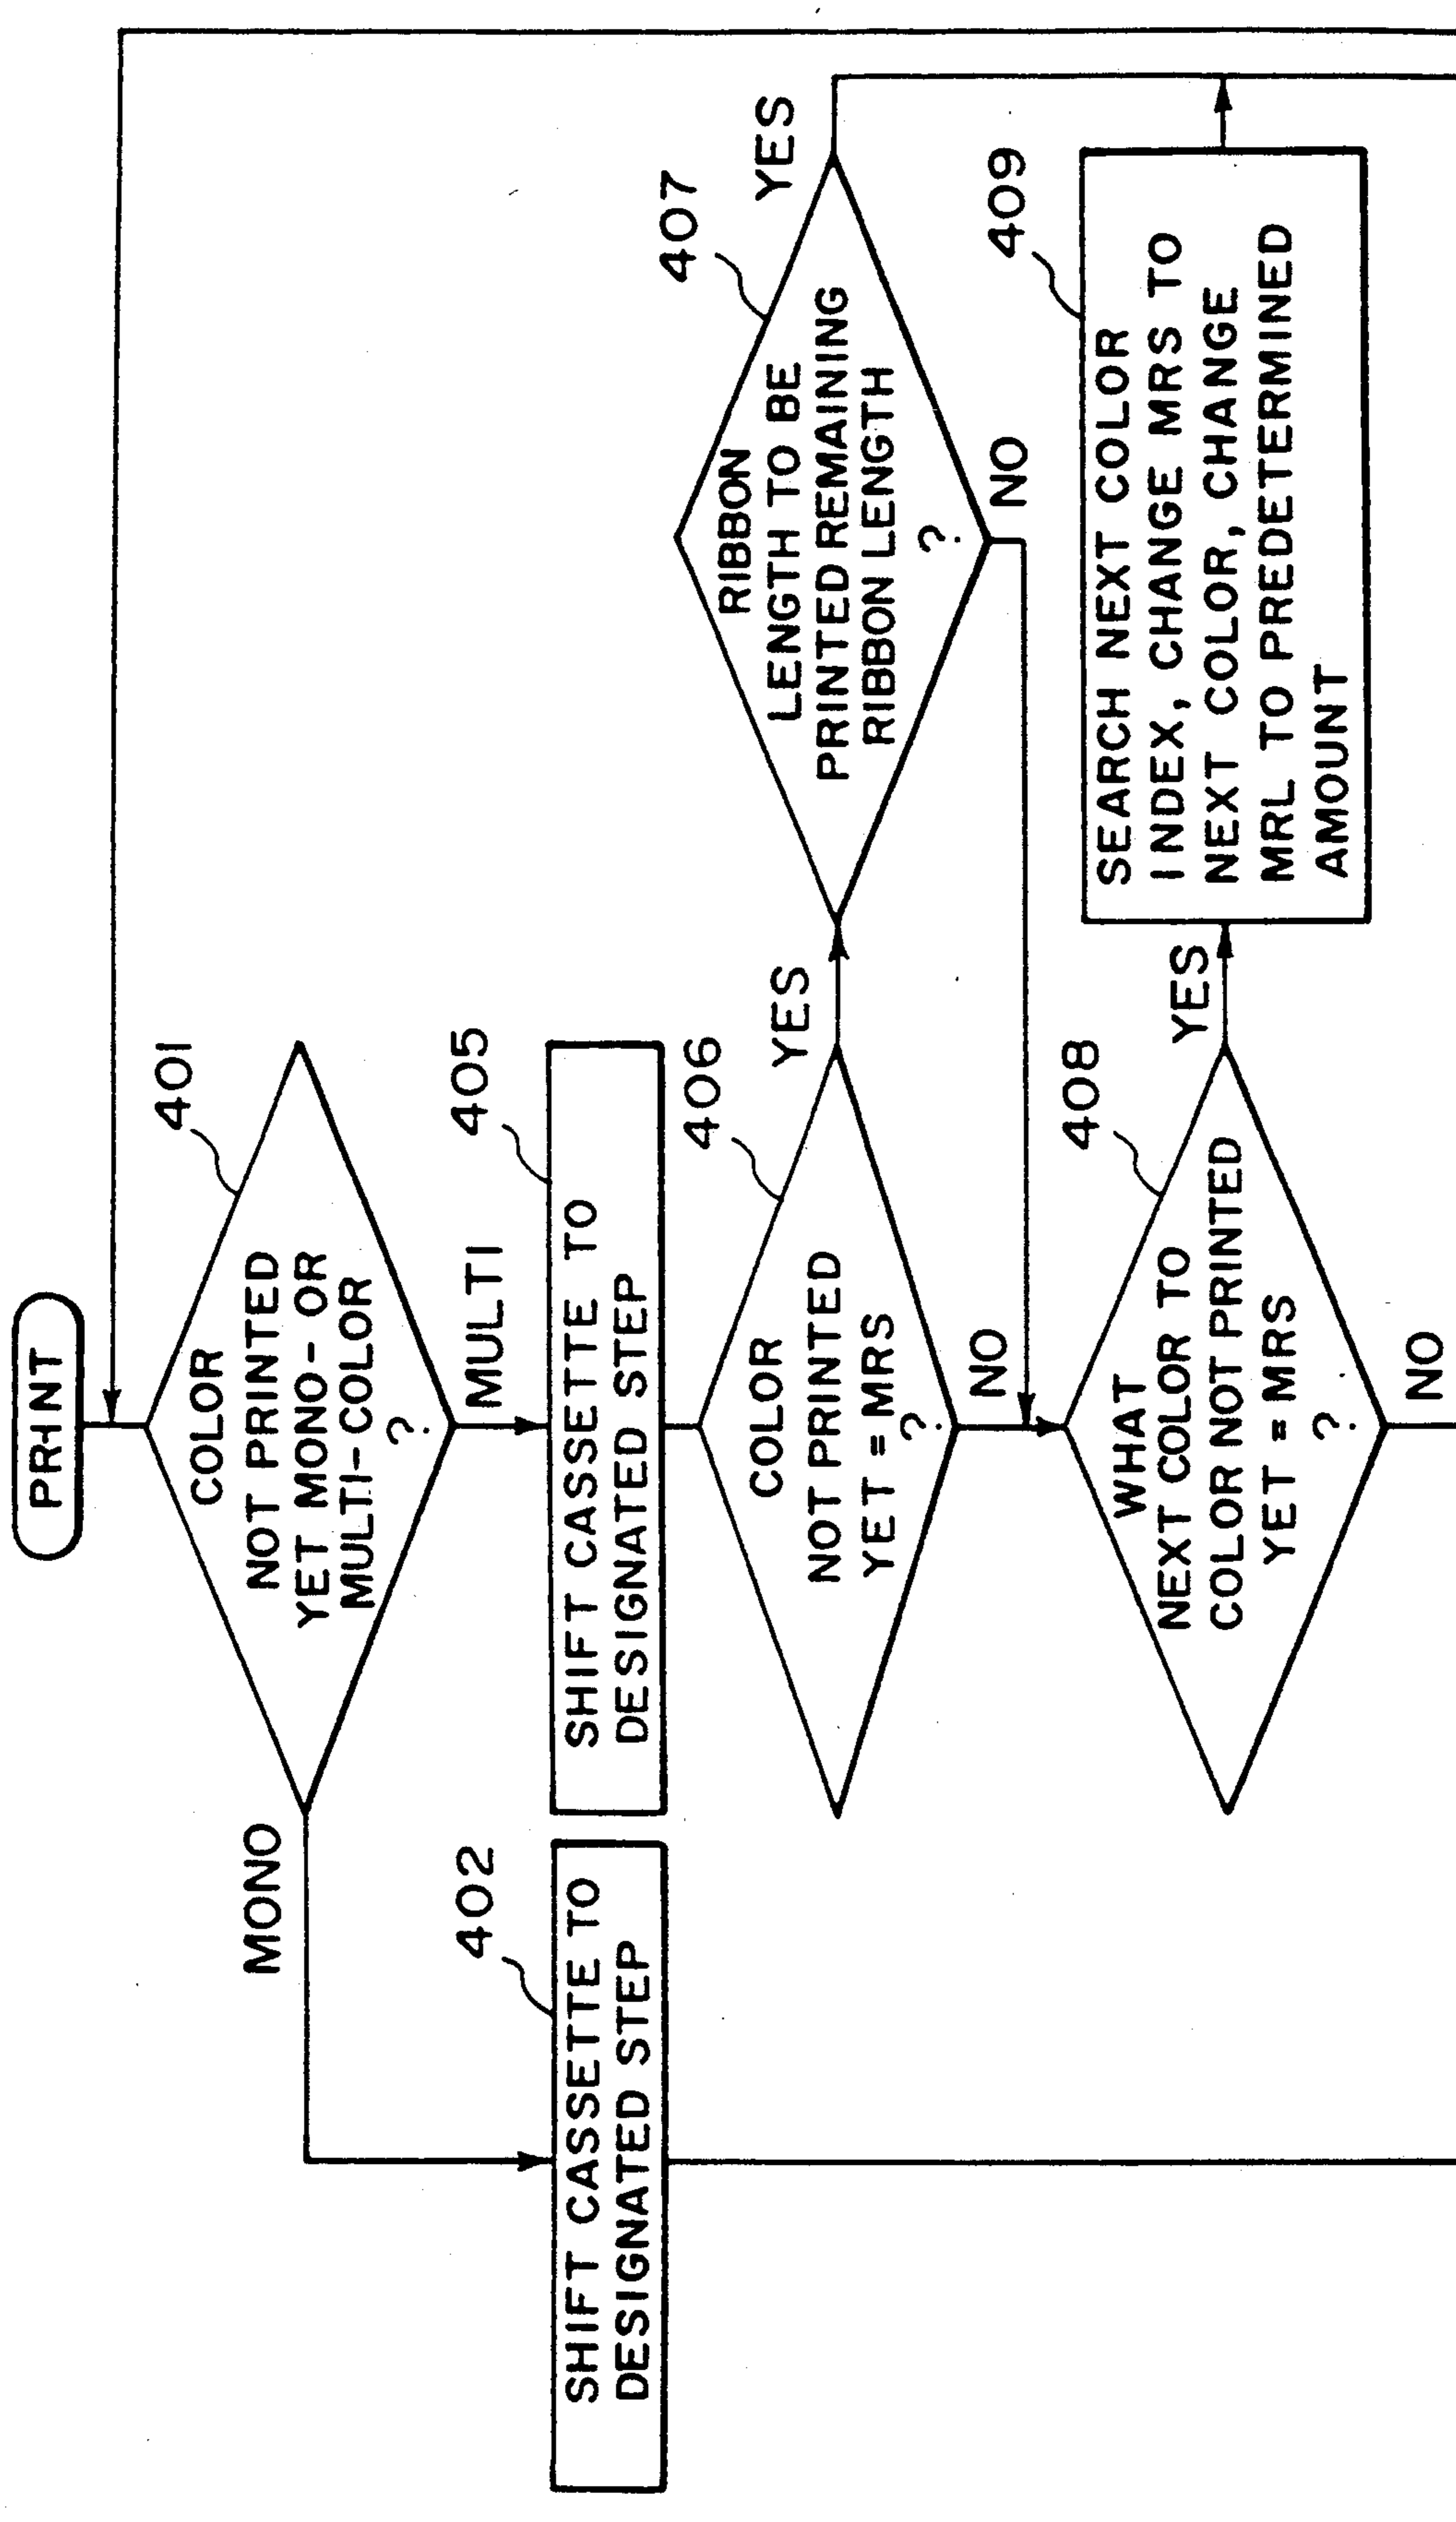 PRINT
401
COLOR
NOT PRINTED
YET MONO- OR
MULTI-COLOR
?
MONO
MULTI
402
SHIFT CASSETTE TO
DESIGNATED STEP
405
SHIFT CASSETTE TO
DESIGNATED STEP
406
COLOR
NOT PRINTED
YET = MRS
?
YES
NO
407
RIBBON
LENGTH TO BE
PRINTED REMAINING
RIBBON LENGTH
?
YES
NO
408
WHAT
NEXT COLOR TO
COLOR NOT PRINTED
YET = MRS
?
YES
NO
409
SEARCH NEXT COLOR
INDEX, CHANGE MRS TO
NEXT COLOR, CHANGE
MRL TO PREDETERMINED
AMOUNT